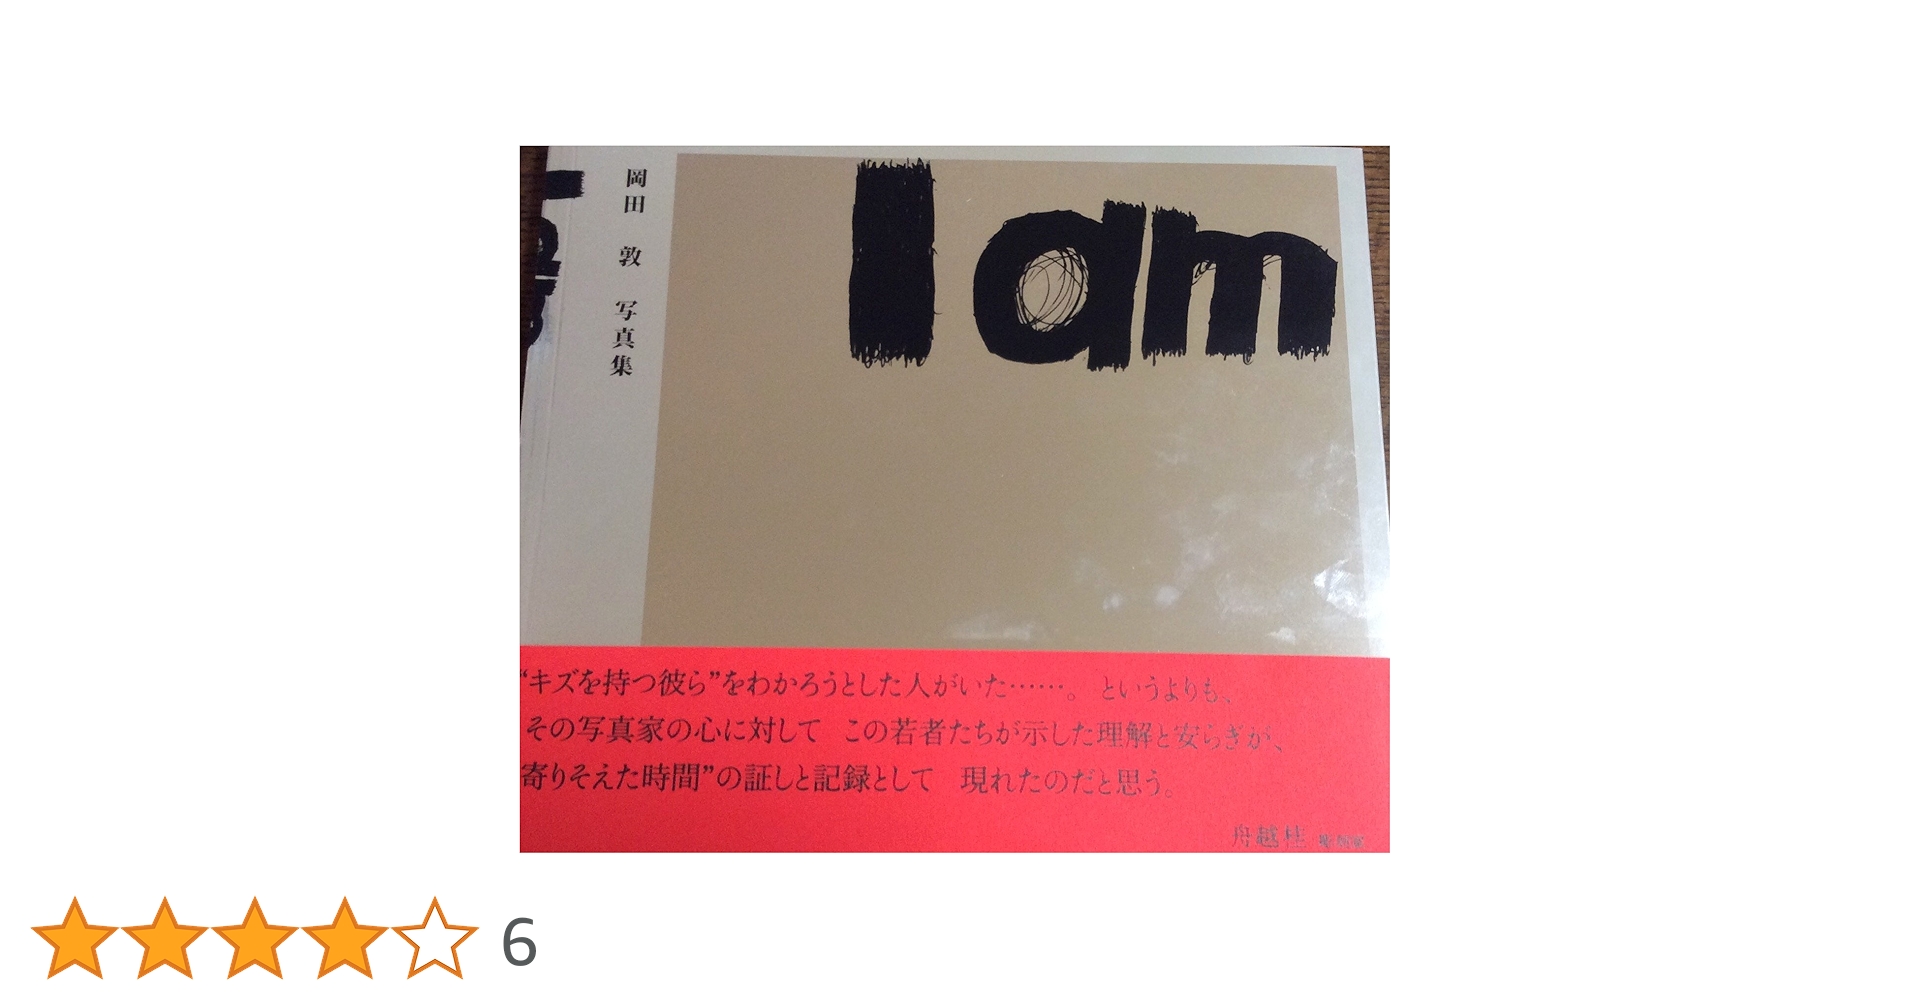 I am
岡田 敦 写真集
“キズを持つ彼ら”をわかろうとした人がいた……。というよりも、
その写真家の心に対して この若者たちが示した理解と安らぎが、
寄りそえた時間”の証しと記録として 現れたのだと思う。
舟越桂 彫刻家
6